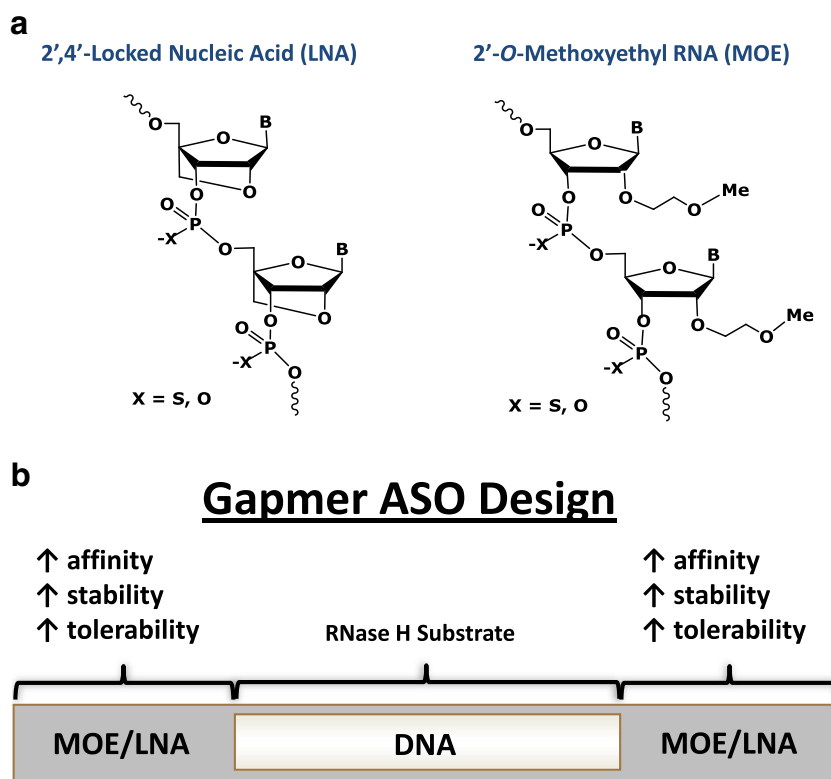 a
2',4'-Locked Nucleic Acid (LNA)
2'-O-Methoxyethyl RNA (MOE)
O
O
B
O
O
O
P
-X
O
O
B
O
O
O
P
-X
O
X = S, O
O
O
B
O
O
O
Me
O
P
-X
O
O
B
O
O
O
Me
O
P
-X
O
X = S, O
b
Gapmer ASO Design
↑ affinity
↑ stability
↑ tolerability
RNase H Substrate
↑ affinity
↑ stability
↑ tolerability
MOE/LNA
DNA
MOE/LNA